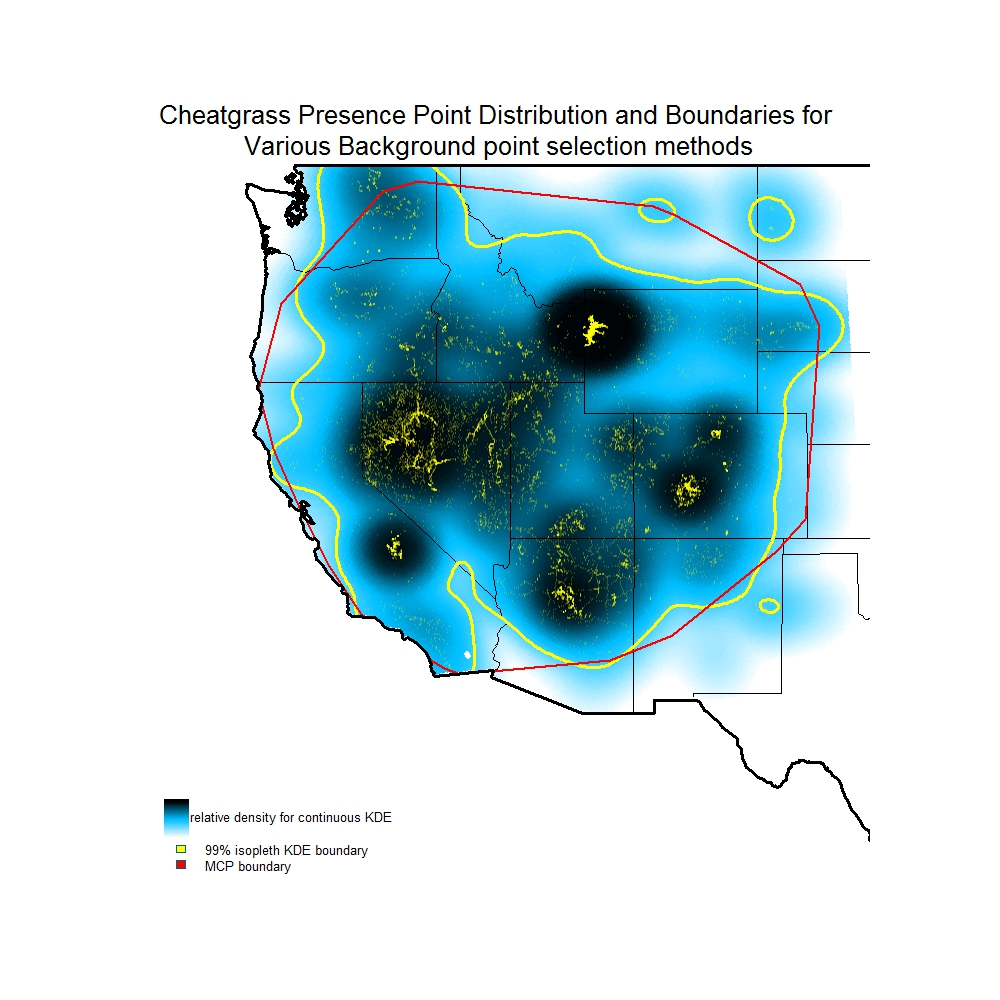 Cheatgrass Presence Point Distribution and Boundaries for
Various Background point selection methods
relative density for continuous KDE
99% isopleth KDE boundary
MCP boundary